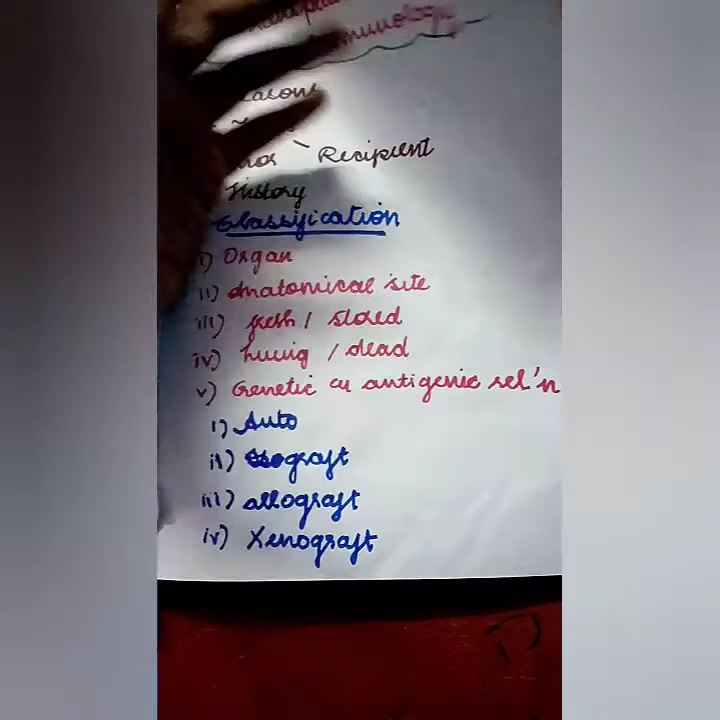 Recipient
History
Classification
i) Organ
ii) anatomical site
iii) fresh / stored
iv) living / dead
v) Genetic & antigenic rel'n
i) Auto
ii) Isograft
iii) allograft
iv) Xenograft